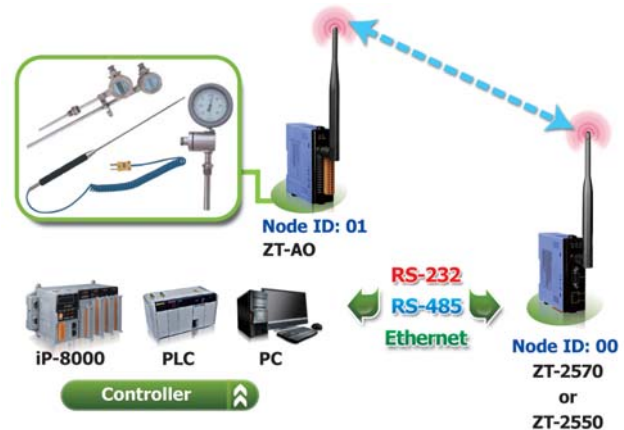 Node ID: 01
ZT-AO
RS-232
RS-485
Ethernet
iP-8000
PLC
PC
Controller
Node ID: 00
ZT-2570
or
ZT-2550